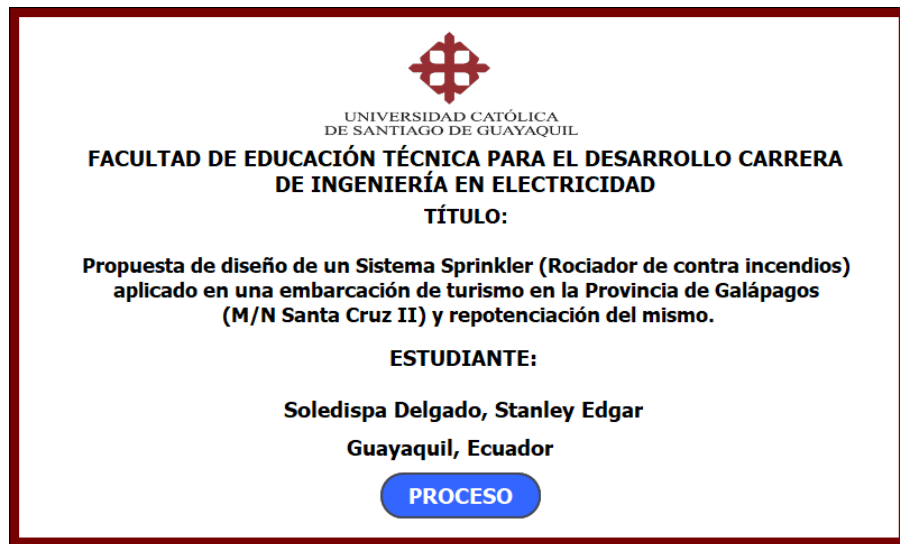 UNIVERSIDAD CATÓLICA
DE SANTIAGO DE GUAYAQUIL
FACULTAD DE EDUCACIÓN TÉCNICA PARA EL DESARROLLO CARRERA
DE INGENIERÍA EN ELECTRICIDAD
TÍTULO:
Propuesta de diseño de un Sistema Sprinkler (Rociador de contra incendios)
aplicado en una embarcación de turismo en la Provincia de Galápagos
(M/N Santa Cruz II) y repotenciación del mismo.
ESTUDIANTE:
Soledispa Delgado, Stanley Edgar
Guayaquil, Ecuador
PROCESO